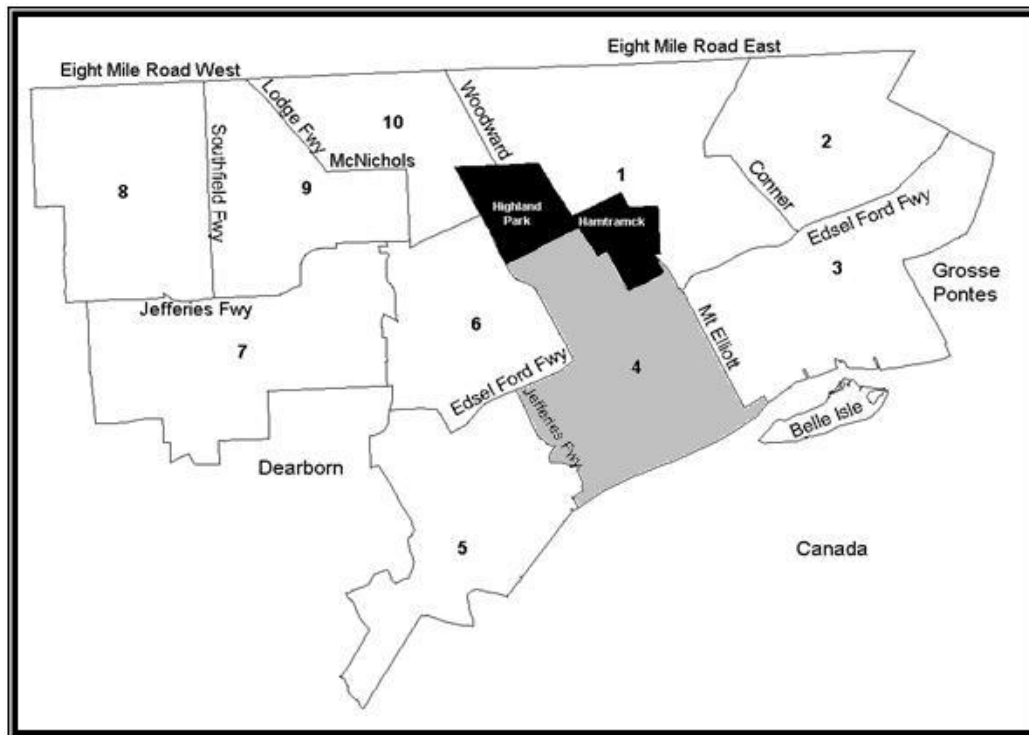 Eight Mile Road East
Eight Mile Road West
Lodge Fwy
Woodward
10
2
Southfield Fwy
McNichols
8
9
1
Conner
Highland
Park
Hamtramck
Edsel Ford Fwy
3
Grosse
Pontes
Jefferies Fwy
7
6
Mt Elliott
4
Edsel Ford Fwy
Jefferies Fwy
Belle Isle
Dearborn
5
Canada